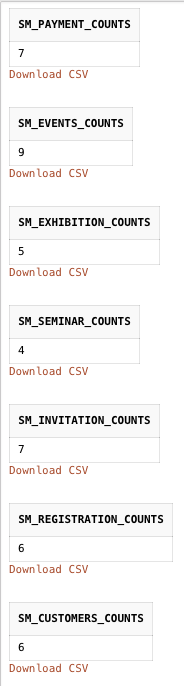 SM_PAYMENT_COUNTS
7
Download CSV
SM_EVENTS_COUNTS
9
Download CSV
SM_EXHIBITION_COUNTS
5
Download CSV
SM_SEMINAR_COUNTS
4
Download CSV
SM_INVITATION_COUNTS
7
Download CSV
SM_REGISTRATION_COUNTS
6
Download CSV
SM_CUSTOMERS_COUNTS
6
Download CSV